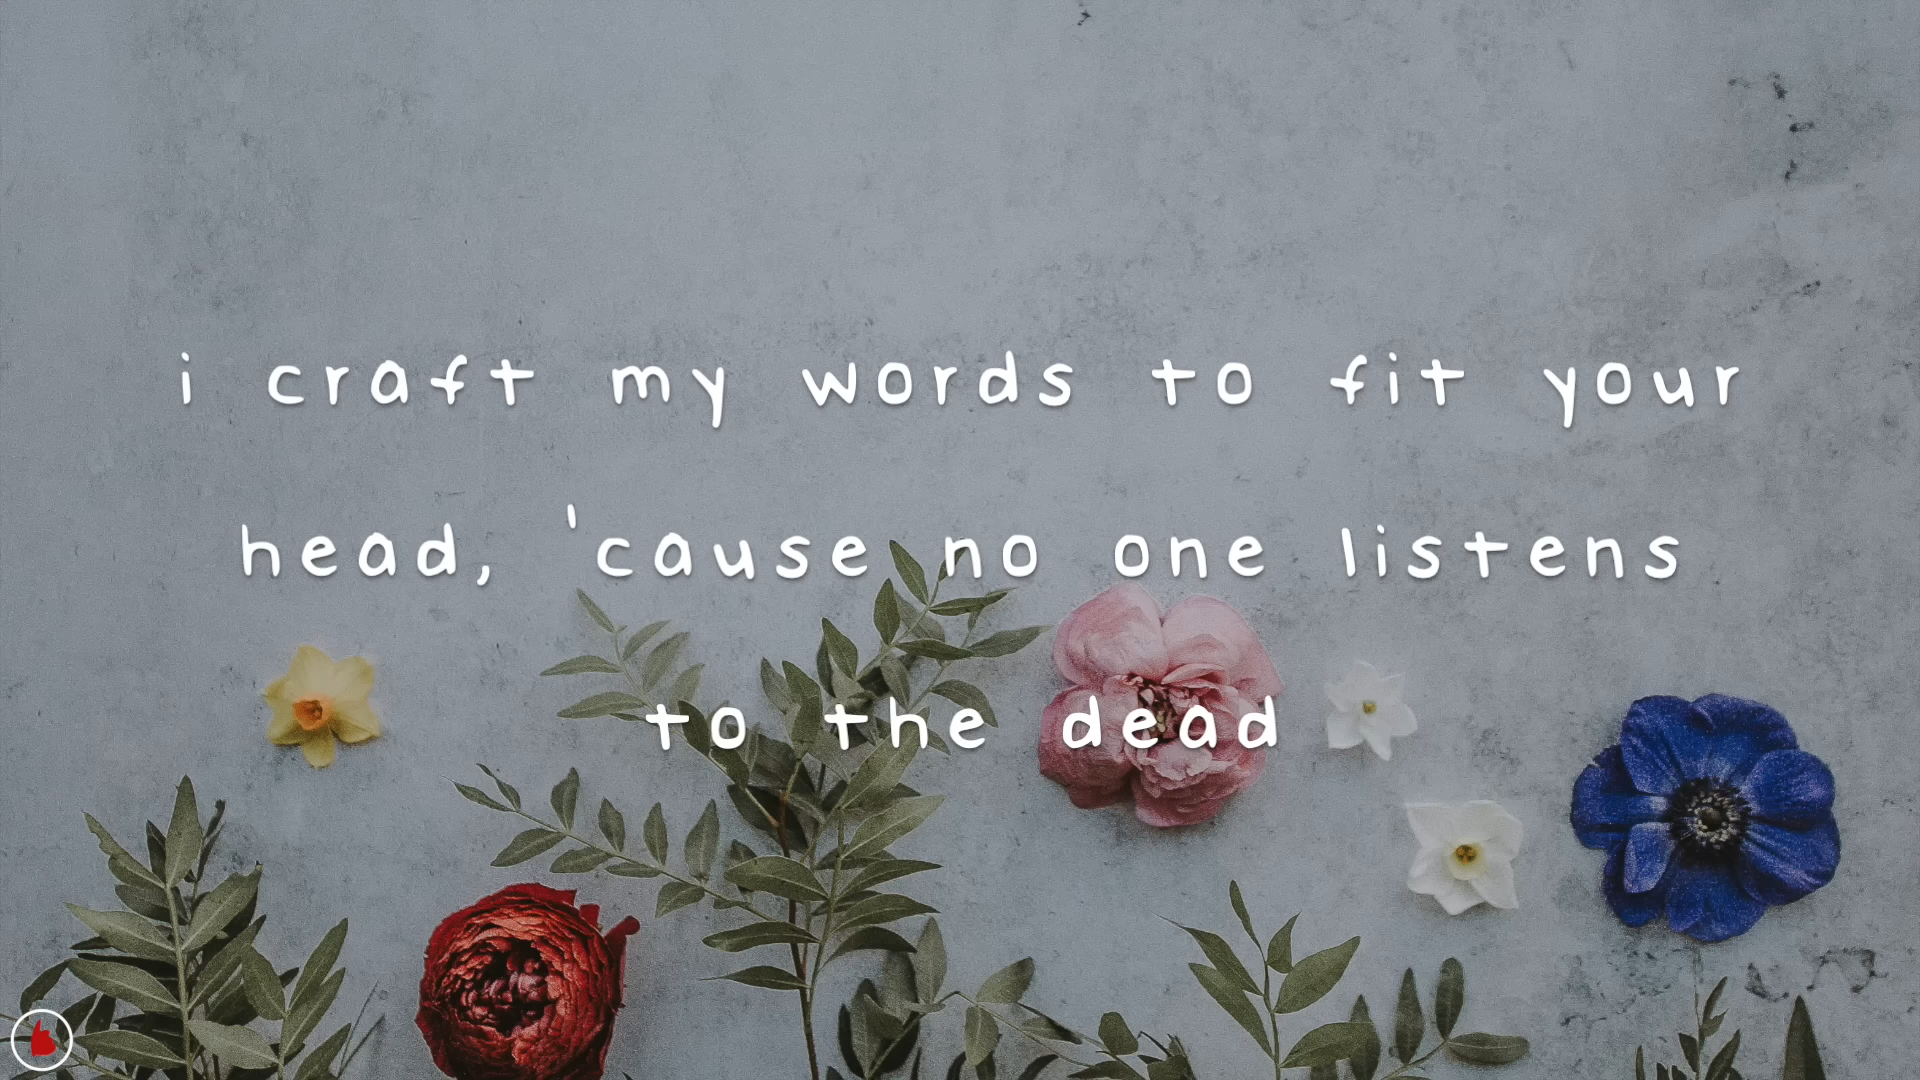 i craft my words to fit your
head, 'cause no one listens
to the dead